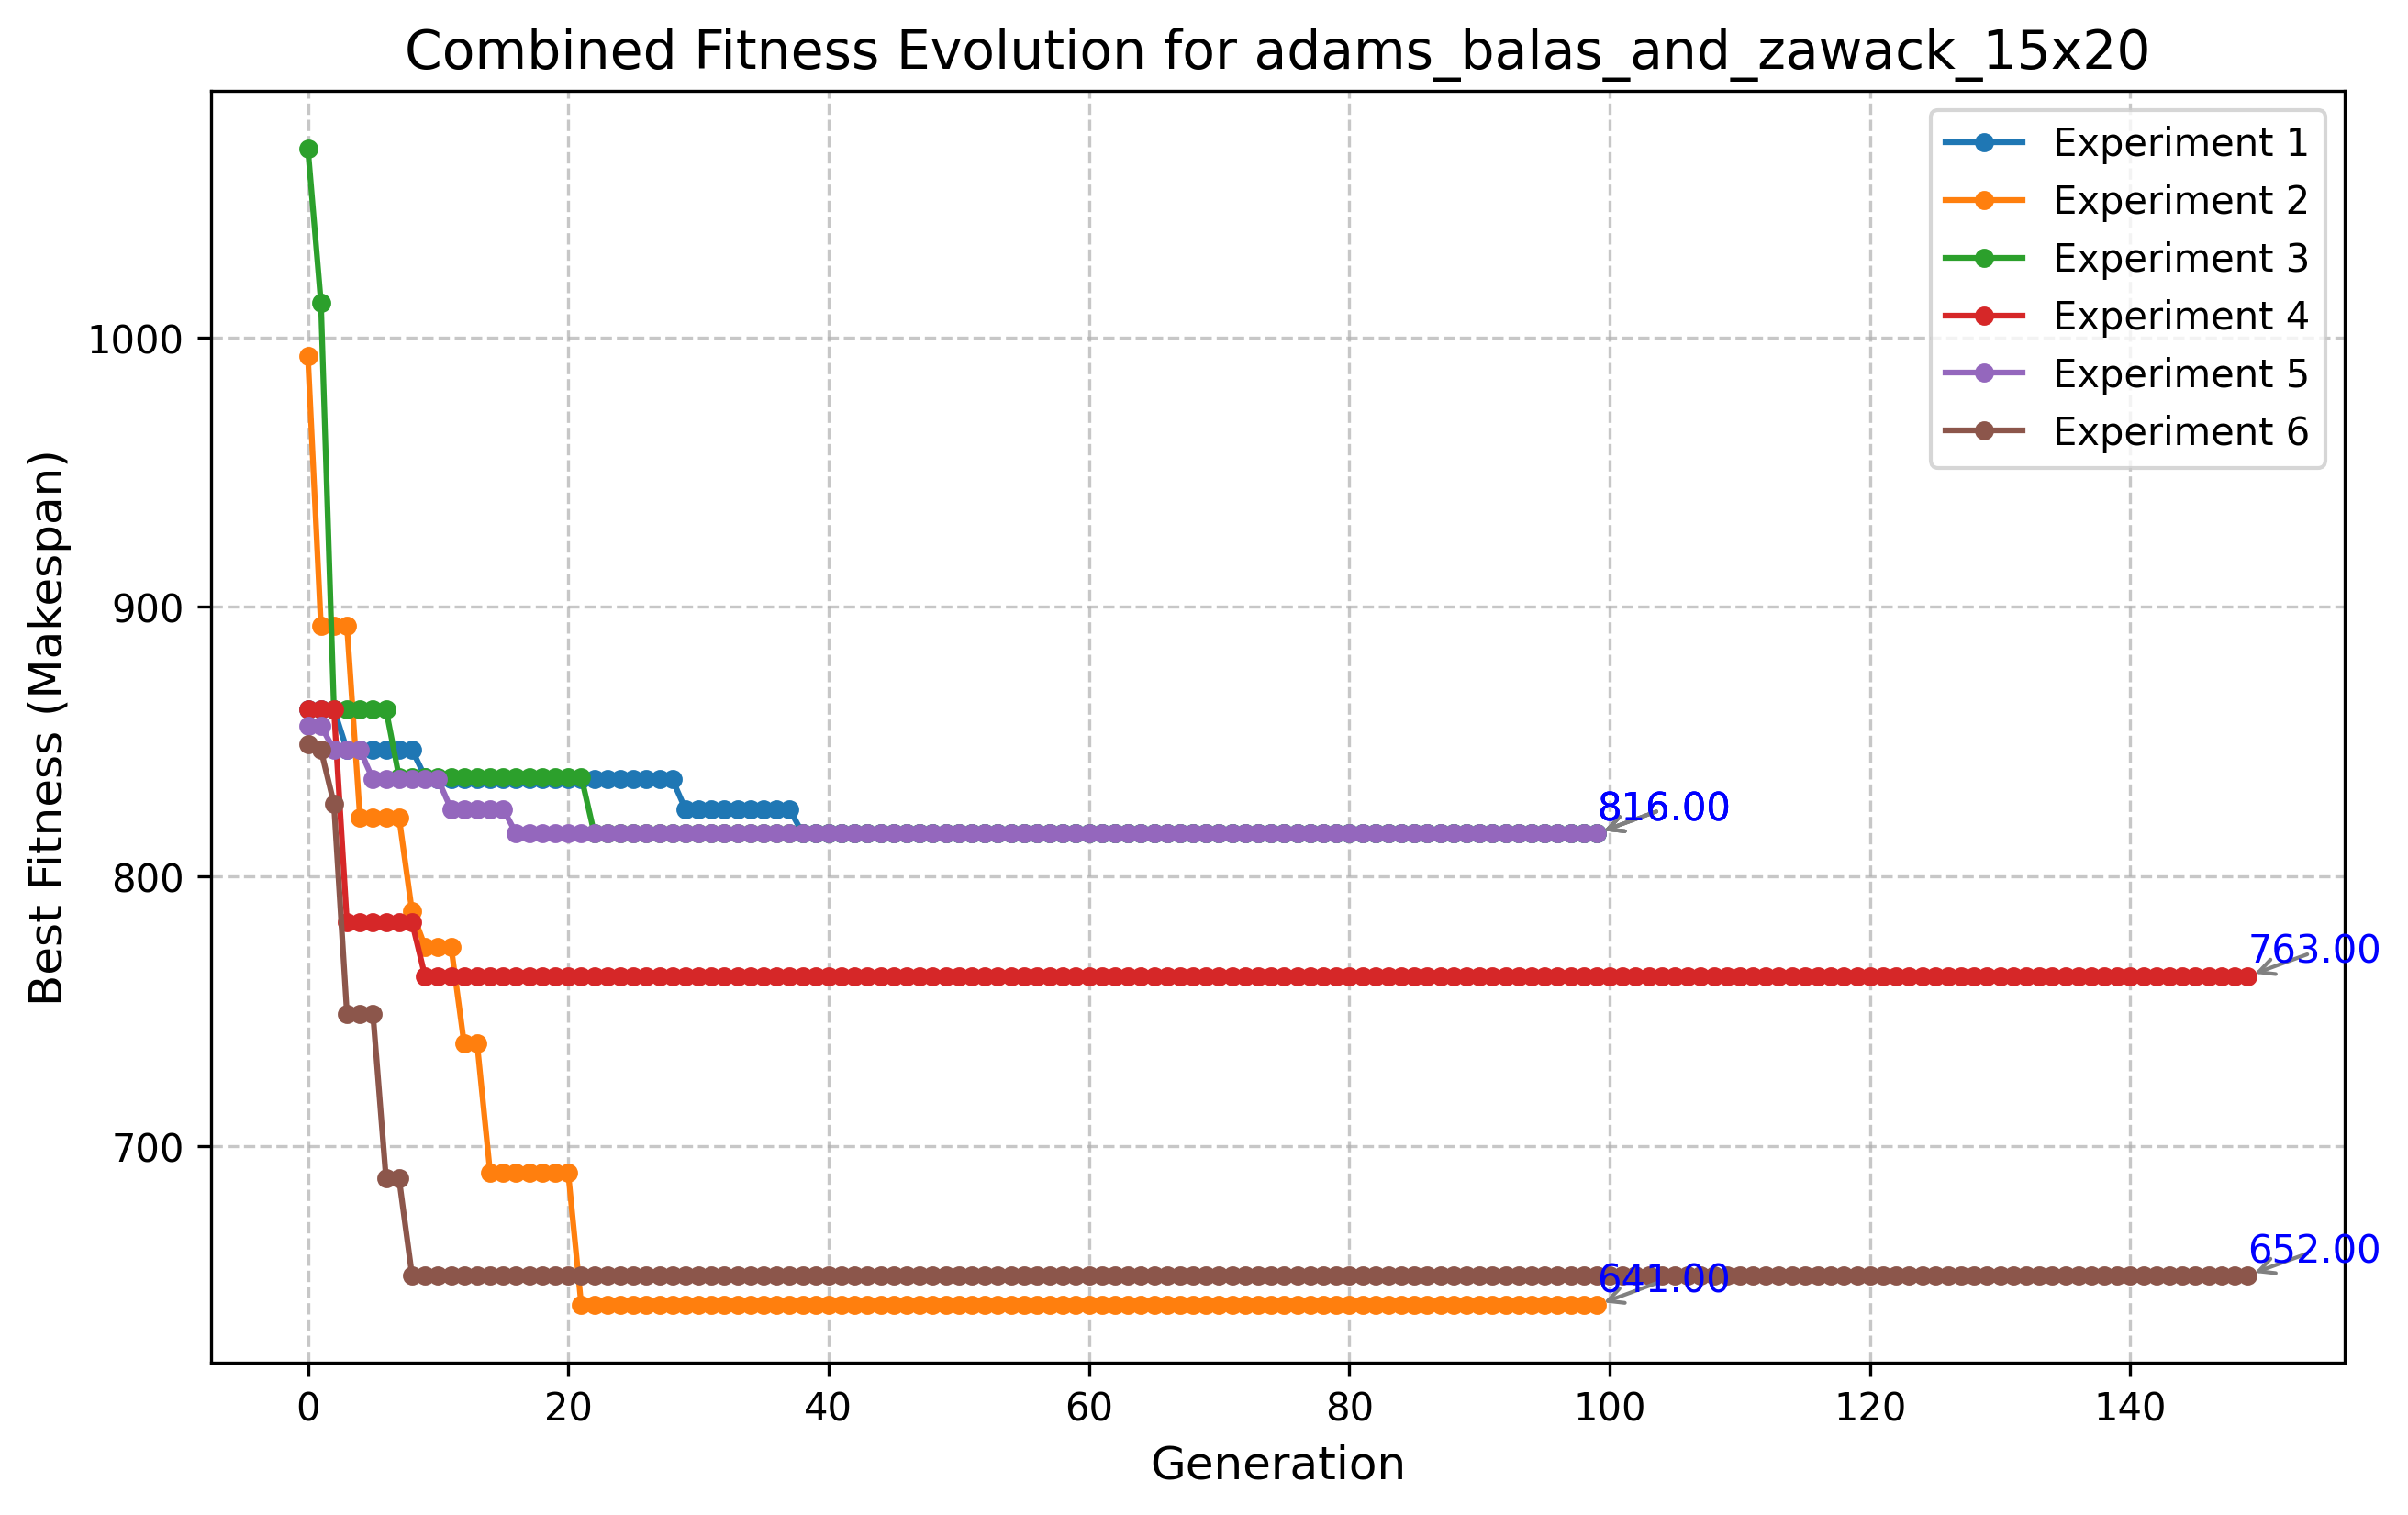 Combined Fitness Evolution for adams_balas_and_zawack_15x20
Best Fitness (Makespan)
1000
900
800
700
Experiment 1
Experiment 2
Experiment 3
Experiment 4
Experiment 5
Experiment 6
816.00
763.00
652.00
641.00
0 20 40 60 80 100 120 140
Generation